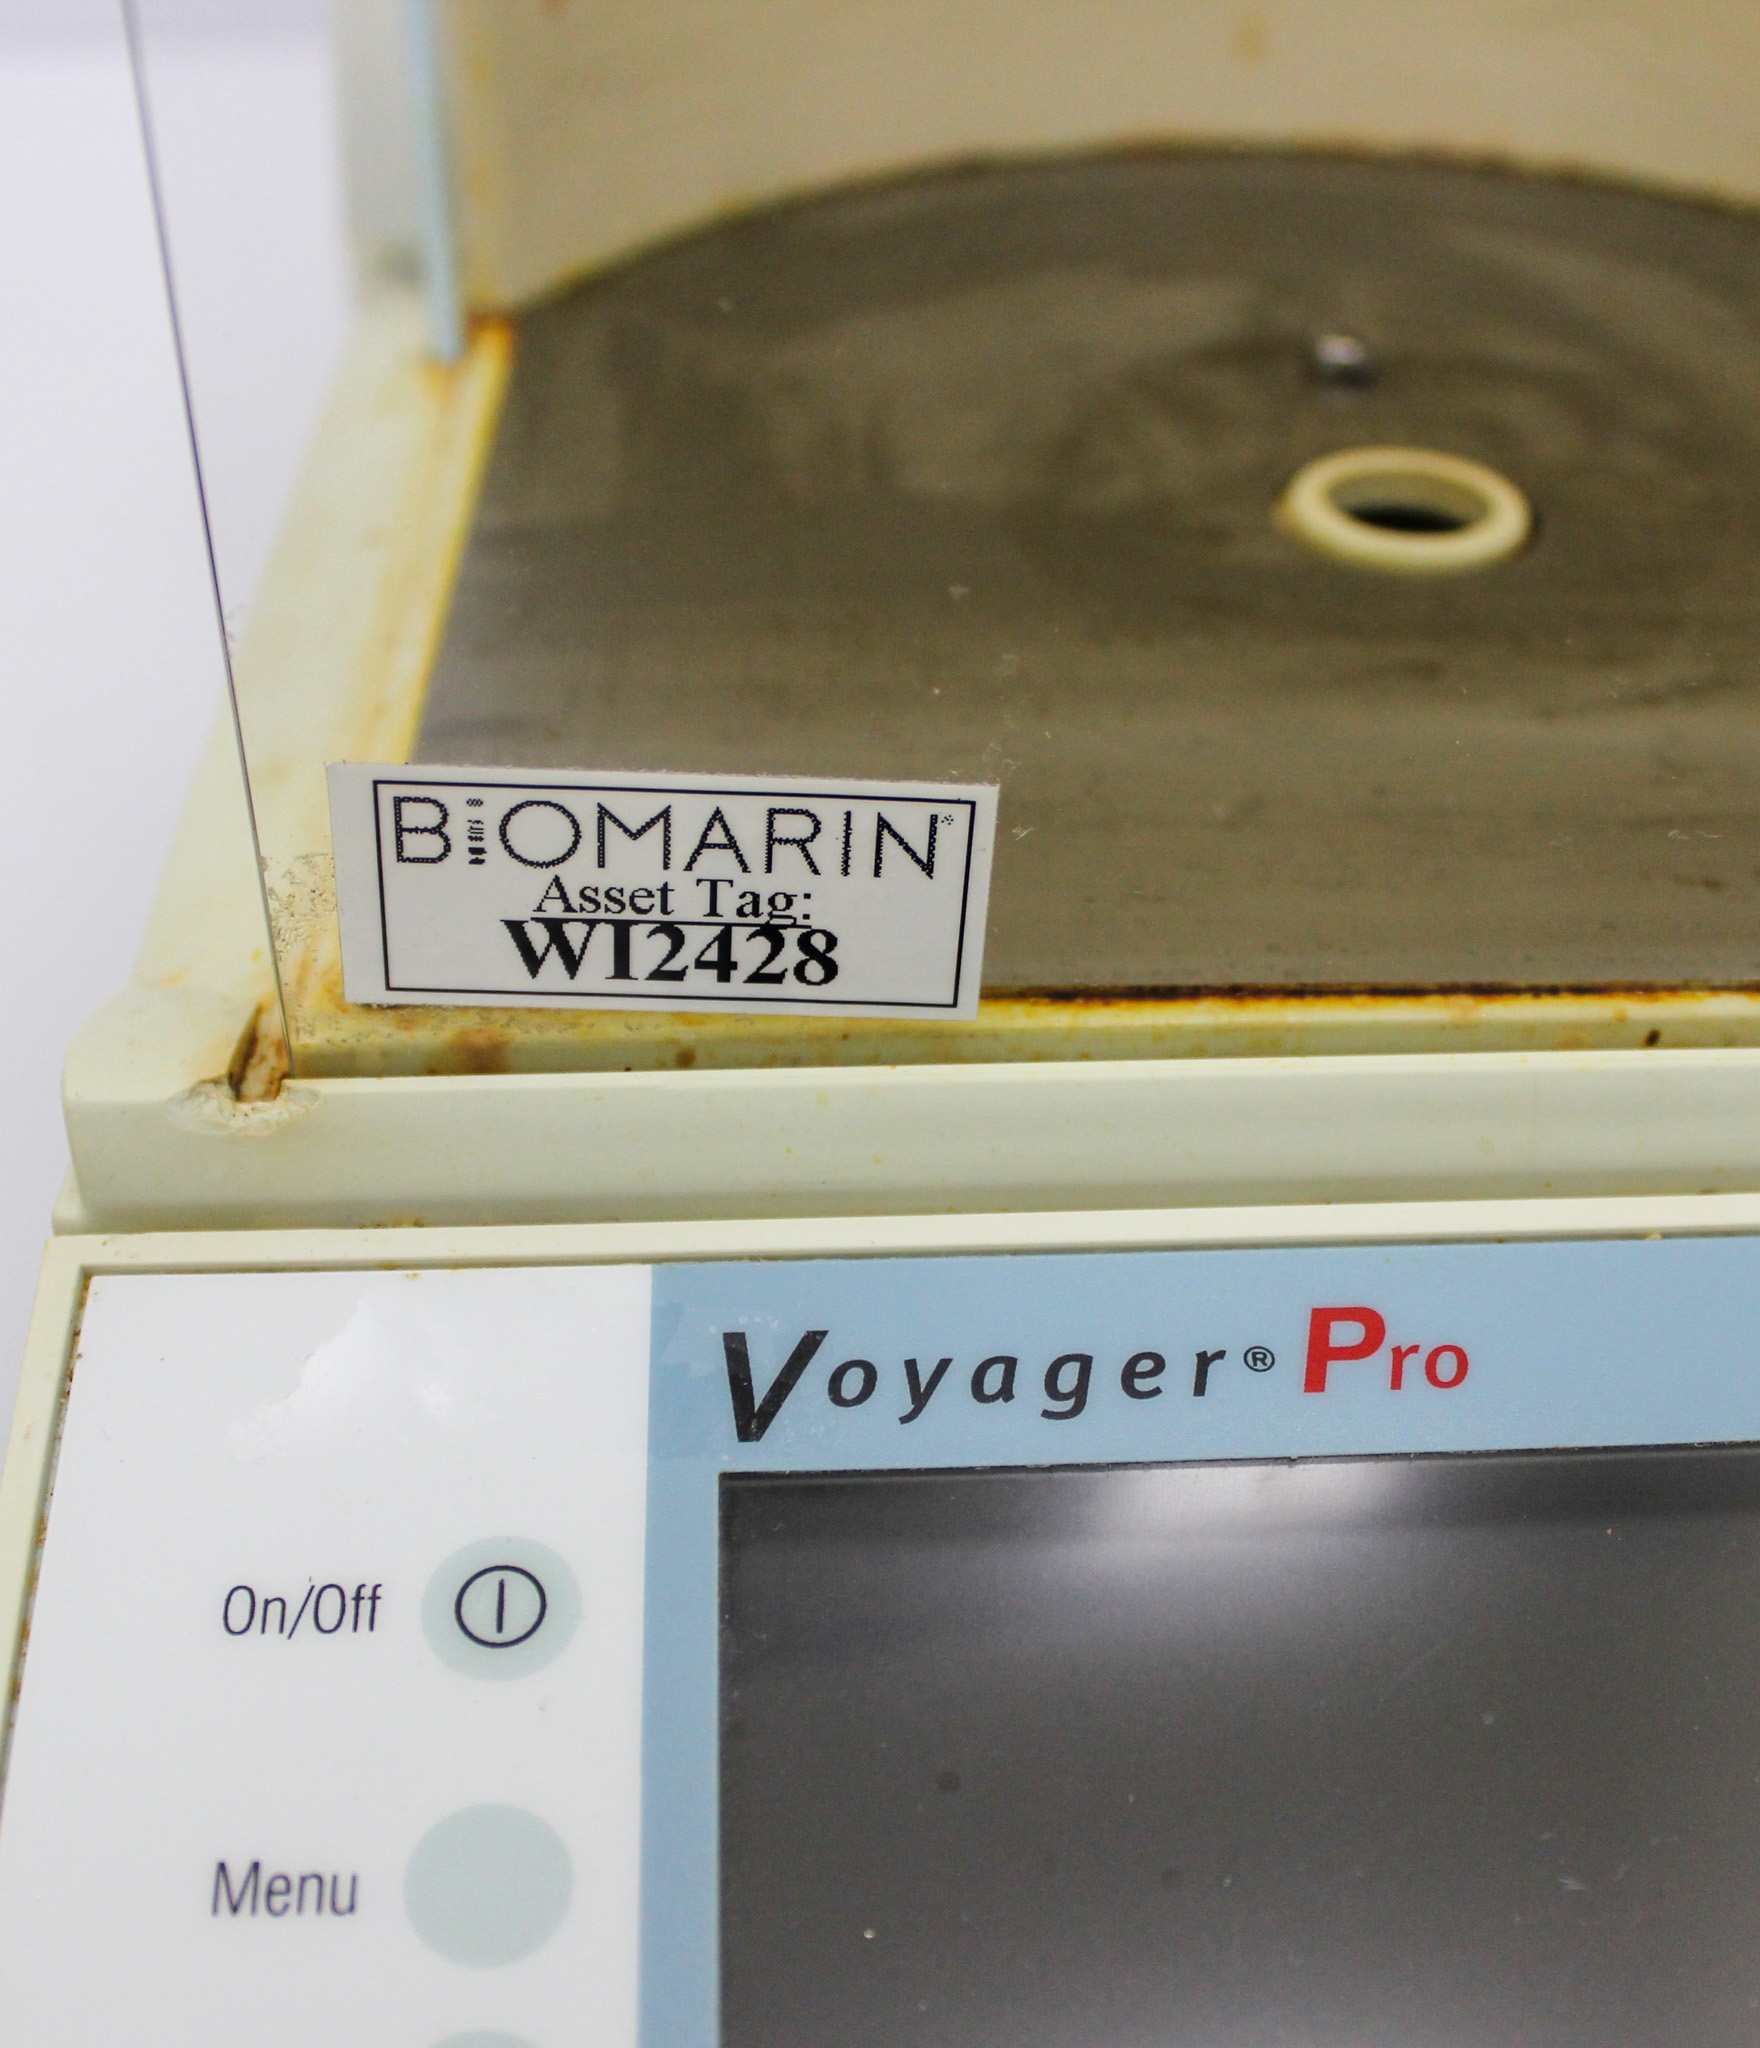 BiOMARIN
Asset Tag:
WI2428
Voyager® Pro
On/Off
Menu